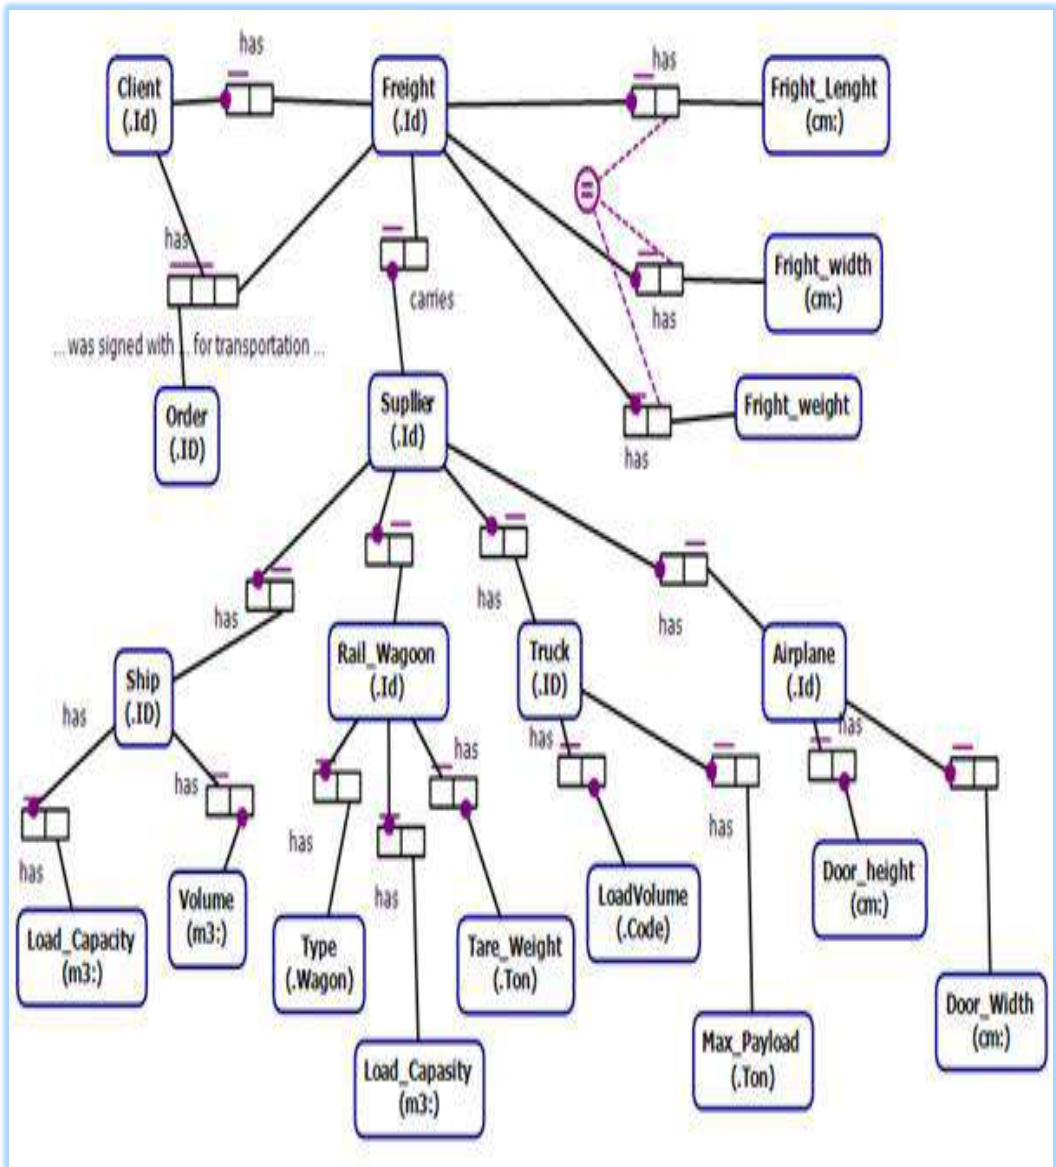 has
has
Client
(.Id)
Freight
(.Id)
Fright_Lenght
(cm:)
has
Fright_width
(cm:)
carries
has
... was signed with ... for transportation ...
Order
(.ID)
Supllier
(.Id)
Fright_weight
has
has
has
has
Ship
(.ID)
Rail_Wagoon
(.Id)
Truck
(.ID)
Airplane
(.Id)
has
has
has
has
has
has
has
has
has
Load_Capacity
(m3:)
Volume
(m3:)
Type
(.Wagon)
Tare_Weight
(.Ton)
LoadVolume
(.Code)
Door_height
(cm:)
Door_Width
(cm:)
Load_Capasity
(m3:)
Max_Payload
(.Ton)